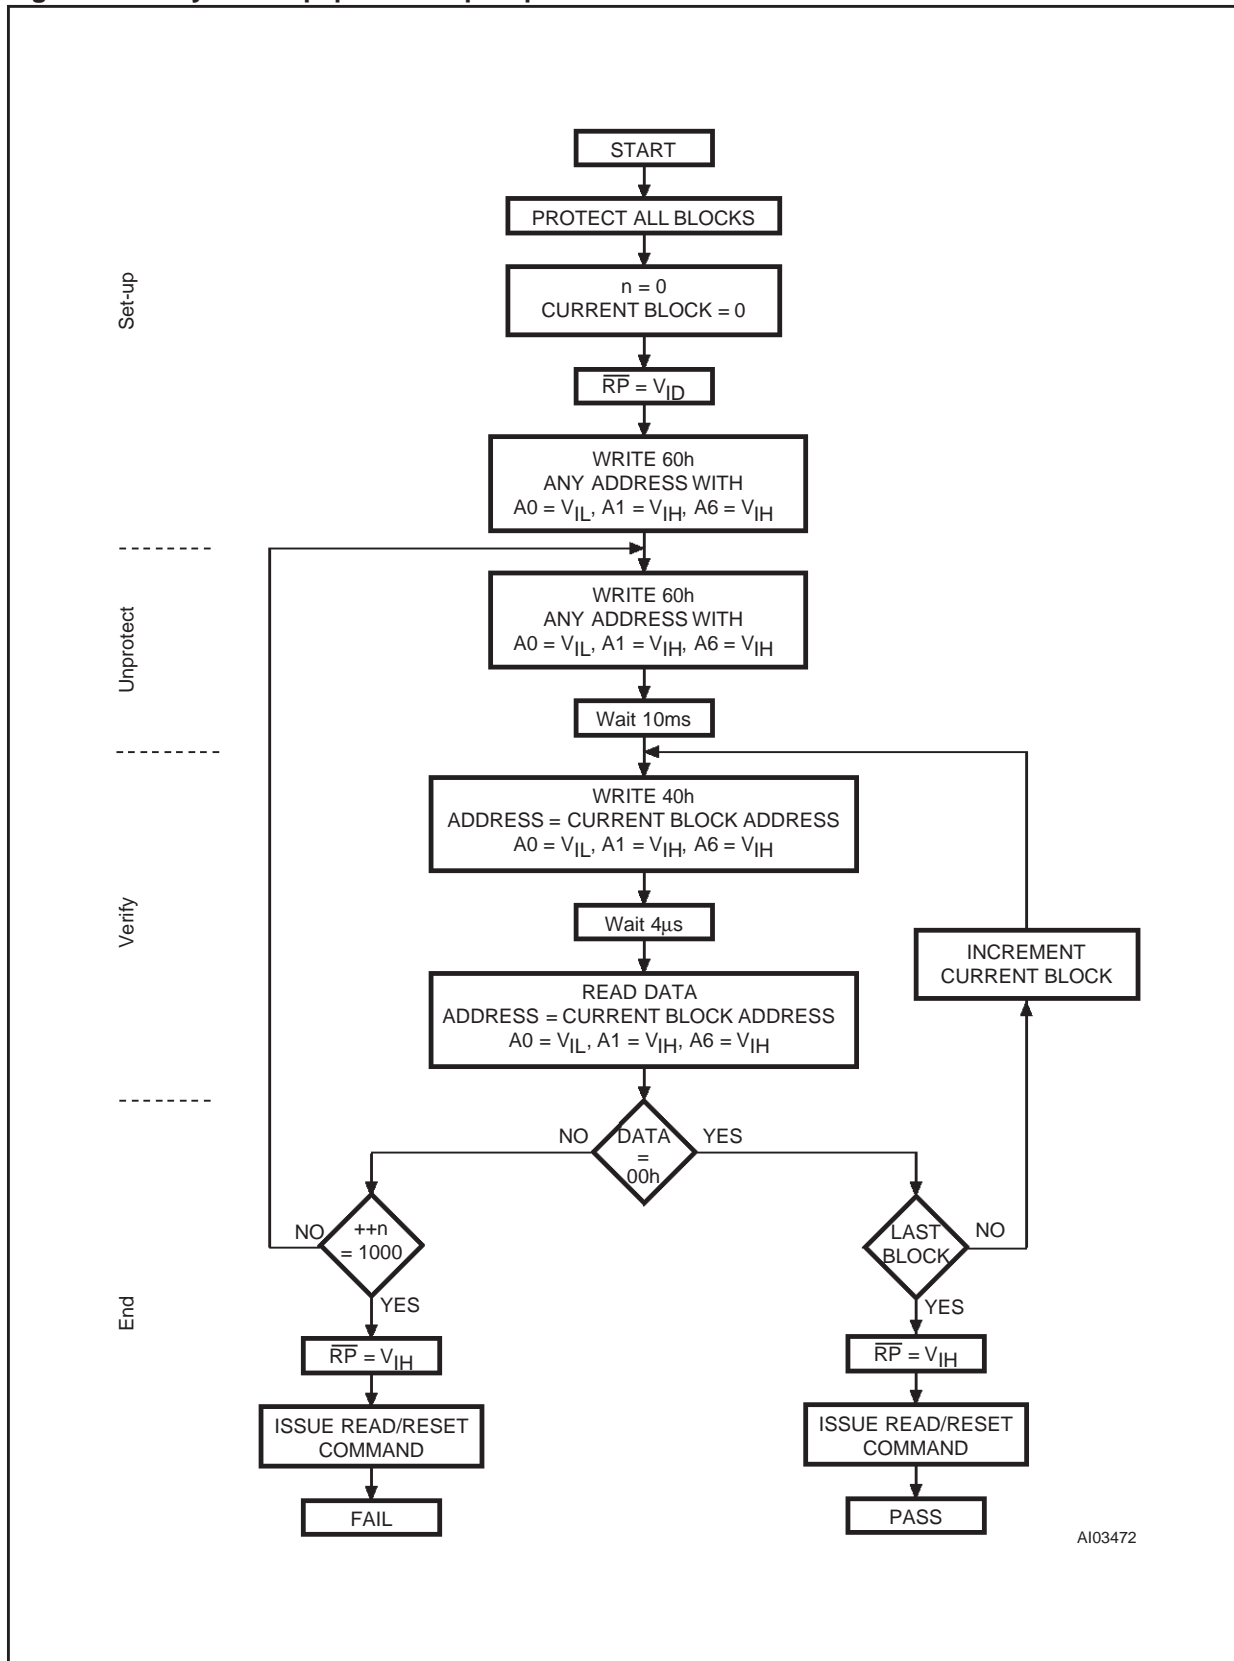 START
PROTECT ALL BLOCKS
n = 0
CURRENT BLOCK = 0
Set-up
RP = VID
WRITE 60h
ANY ADDRESS WITH
A0 = VIL, A1 = VIH, A6 = VIH
Unprotect
WRITE 60h
ANY ADDRESS WITH
A0 = VIL, A1 = VIH, A6 = VIH
Wait 10ms
Verify
WRITE 40h
ADDRESS = CURRENT BLOCK ADDRESS
A0 = VIL, A1 = VIH, A6 = VIH
Wait 4µs
READ DATA
ADDRESS = CURRENT BLOCK ADDRESS
A0 = VIL, A1 = VIH, A6 = VIH
INCREMENT
CURRENT BLOCK
End
NO
DATA
=
00h
YES
NO
++n
= 1000
YES
LAST
BLOCK
NO
YES
RP = VIH
ISSUE READ/RESET
COMMAND
FAIL
RP = VIH
ISSUE READ/RESET
COMMAND
PASS
AI03472